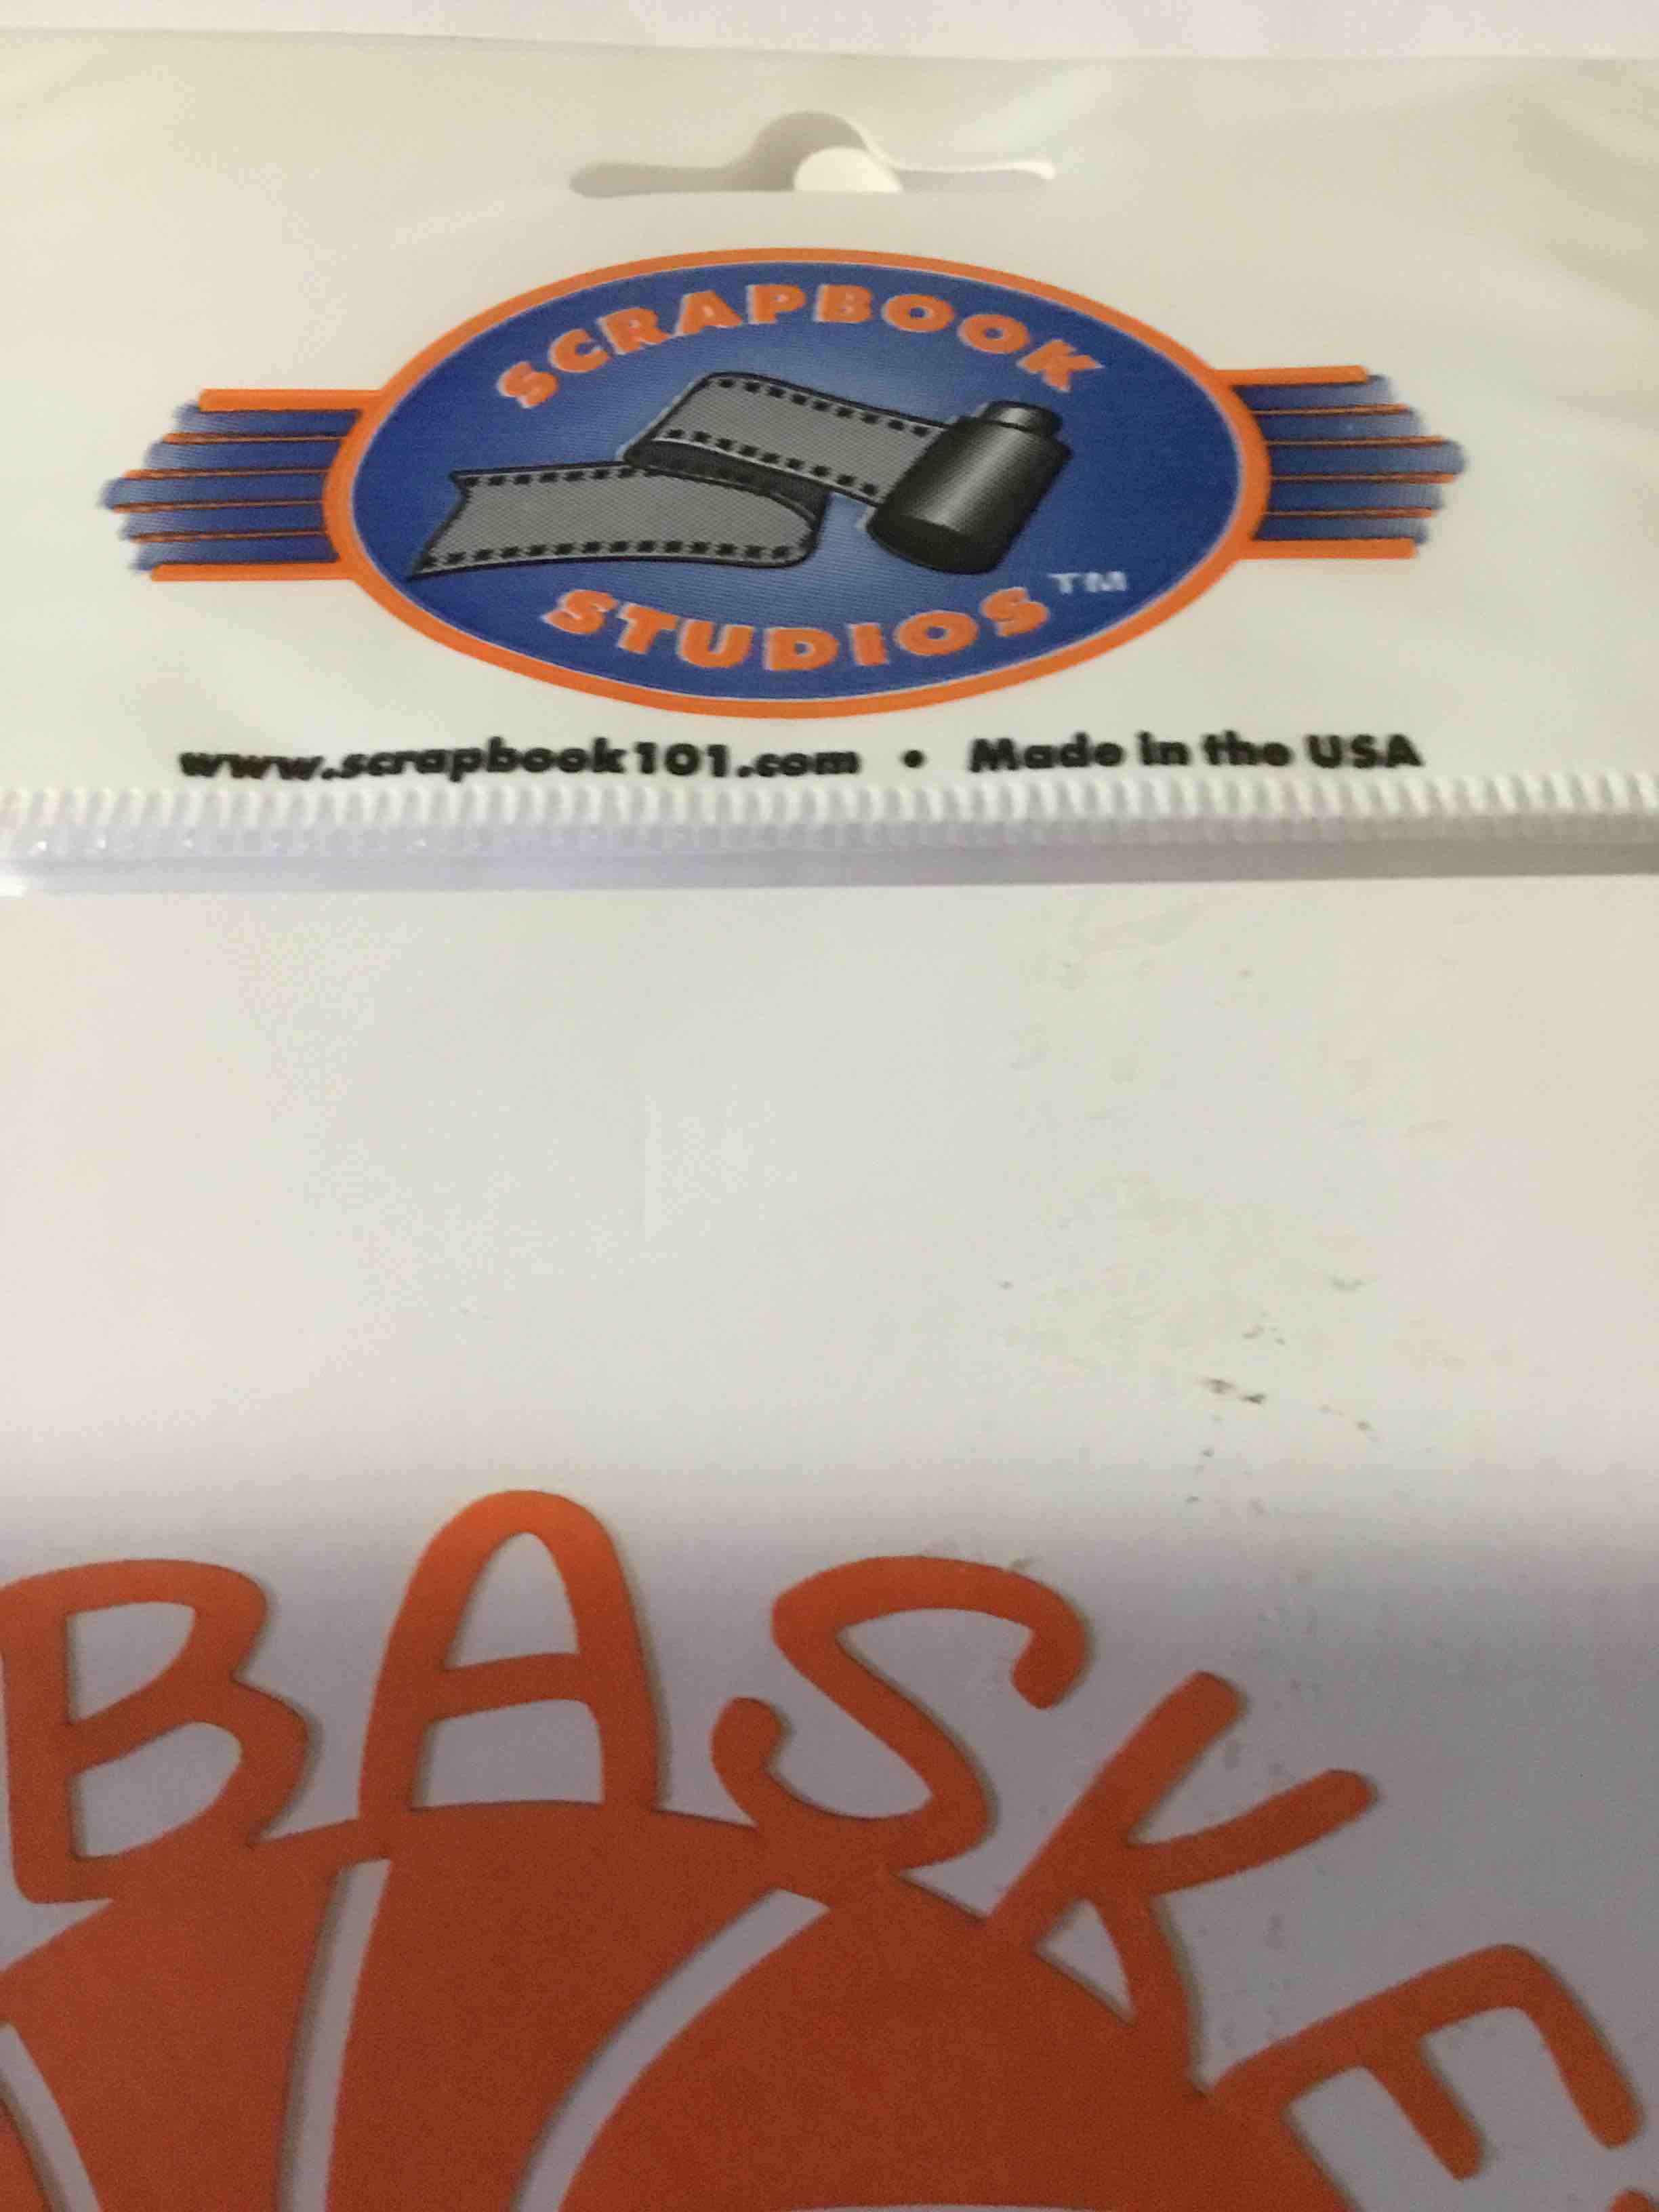 SCRAPBOOK
STUDIOS™
www.scrapbook101.com • Made in the USA
BASKE